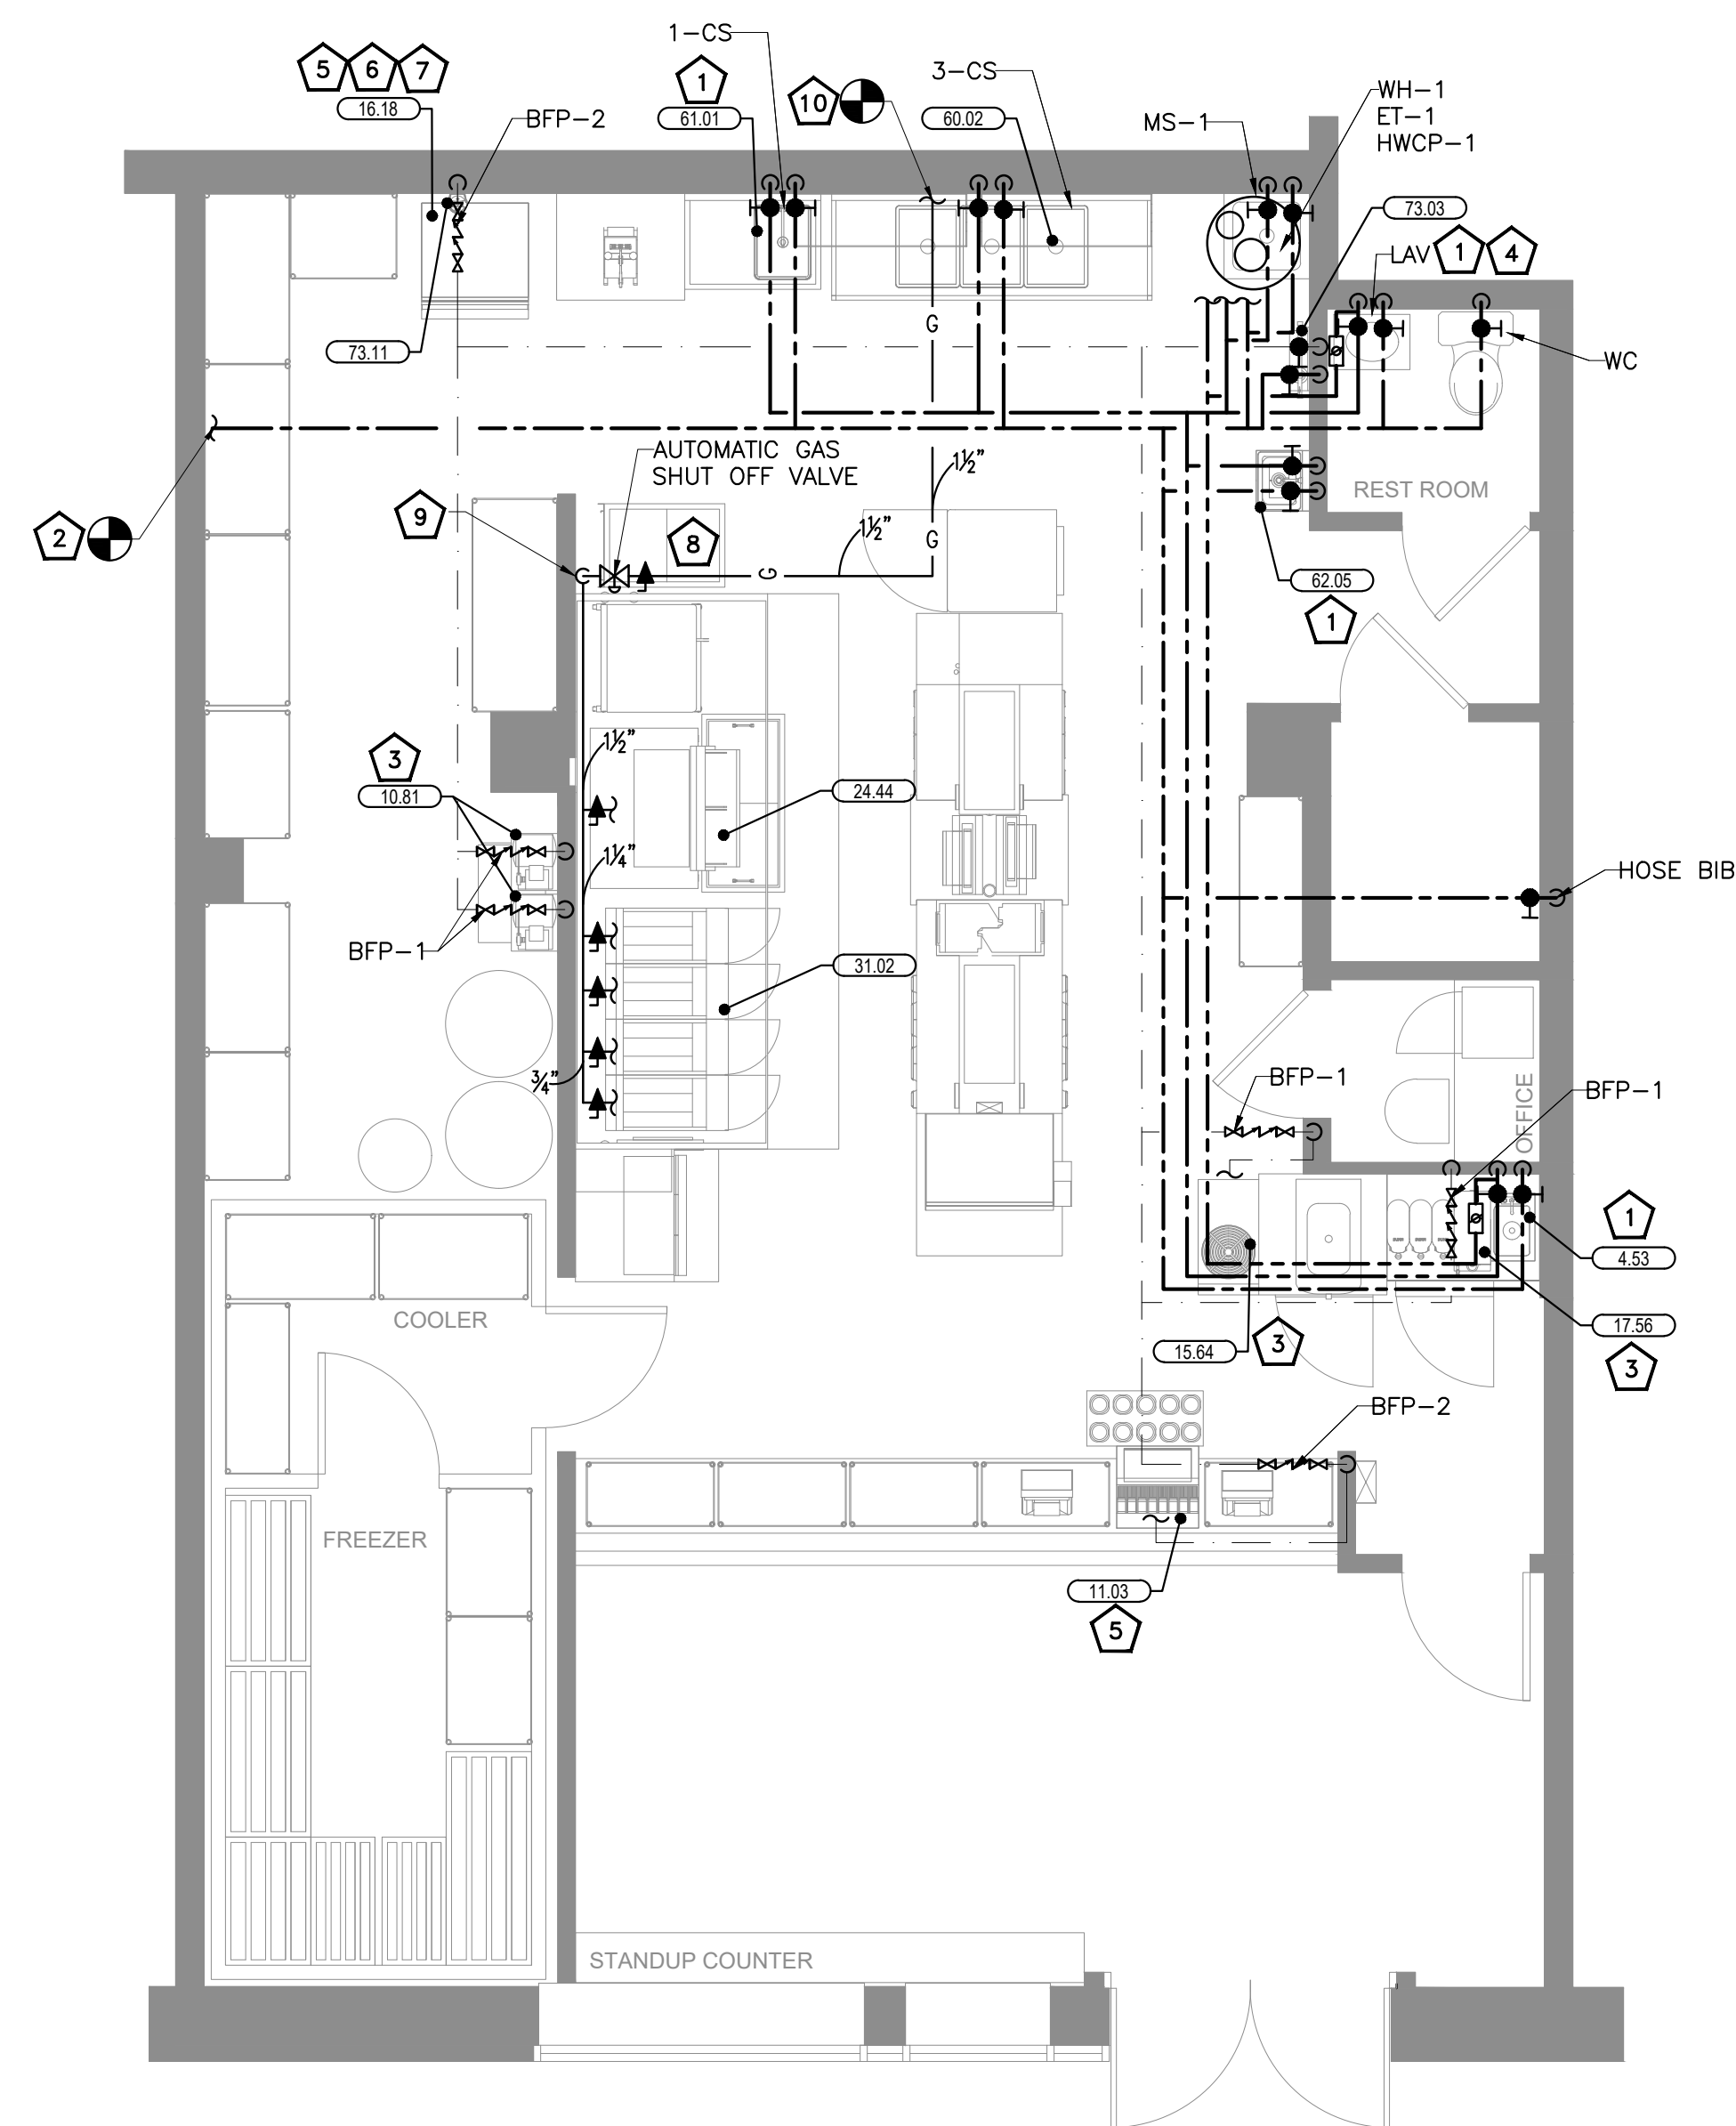 1-CS
5 6 7
1
3-CS
16.18
BFP-2
61.01
10
60.02
MS-1
WH-1
ET-1
HWCP-1
73.03
LAV 1 4
G
73.11
WC
AUTOMATIC GAS
SHUT OFF VALVE
1½"
REST ROOM
9
2
8
1½"
G
G
62.05
1
1½"
3
10.81
24.44
1¼"
HOSE BIB
BFP-1
31.02
¾"
BFP-1
BFP-1
OFFICE
1
4.53
COOLER
17.56
15.64
3
3
BFP-2
FREEZER
11.03
5
STANDUP COUNTER